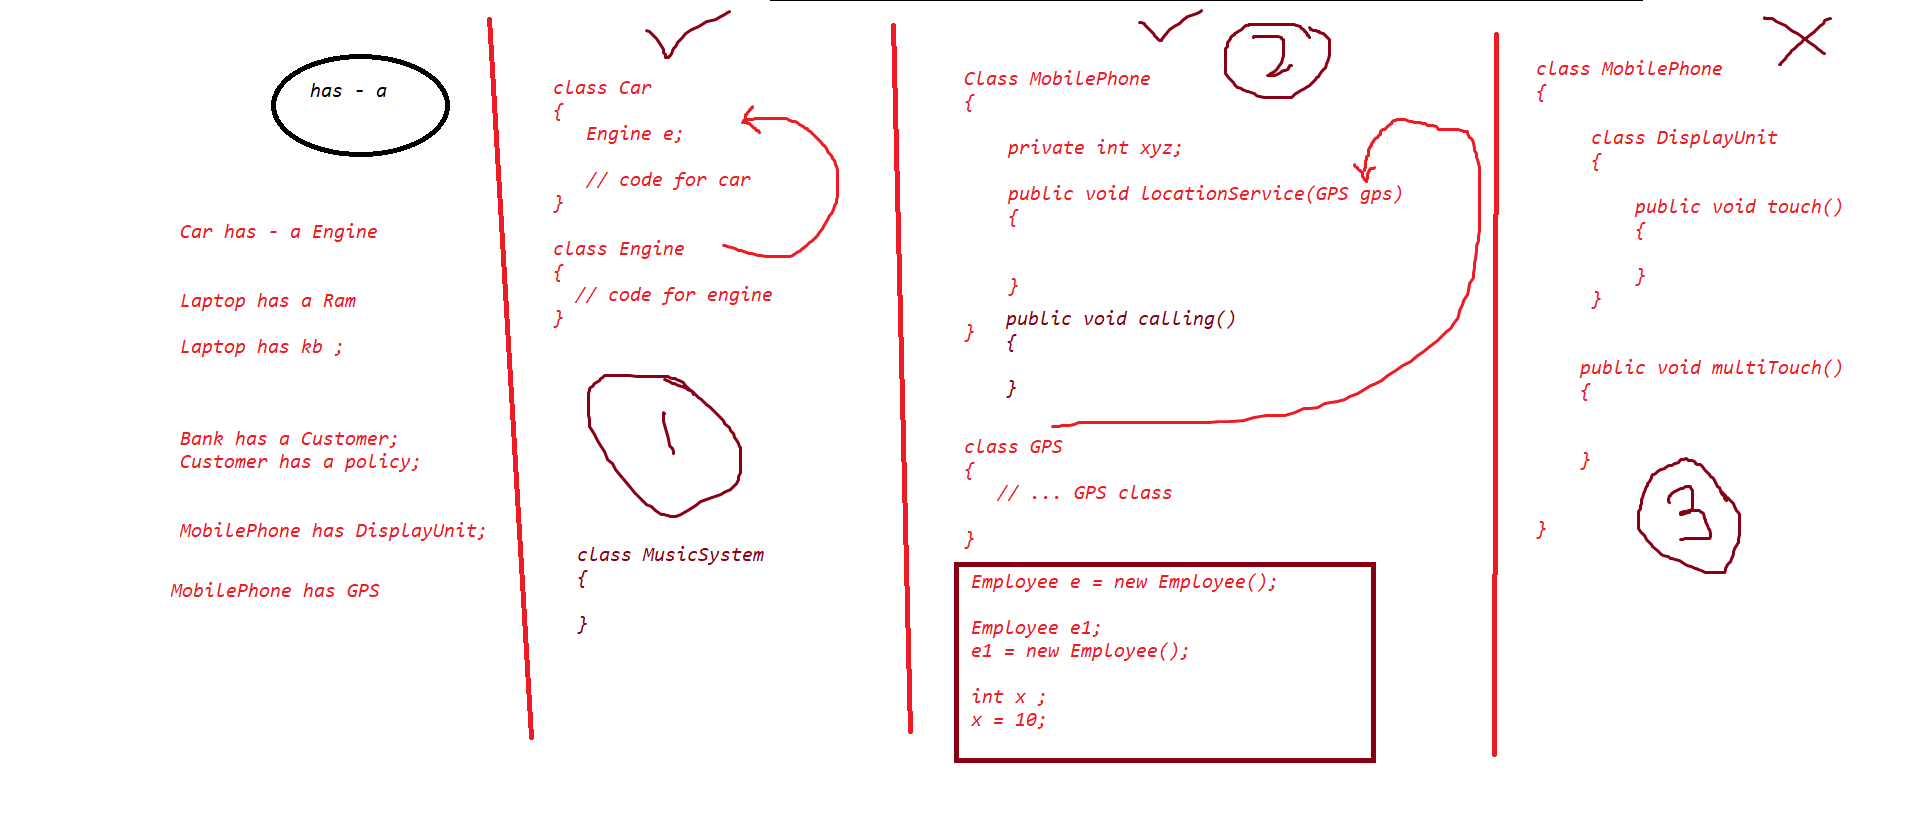 has - a
Car has - a Engine
Laptop has a Ram
Laptop has kb ;
Bank has a Customer;
Customer has a policy;
MobilePhone has DisplayUnit;
MobilePhone has GPS
class Car
{
Engine e;
// code for car
}
class Engine
{
// code for engine
}
1
class MusicSystem
{
}
2
Class MobilePhone
{
private int xyz;
public void locationService(GPS gps)
{
}
public void calling()
}
{
}
class GPS
{
// ... GPS class
}
Employee e = new Employee();
Employee e1;
e1 = new Employee();
int x ;
x = 10;
class MobilePhone
{
class DisplayUnit
{
public void touch()
{
}
}
public void multiTouch()
{
}
3
}